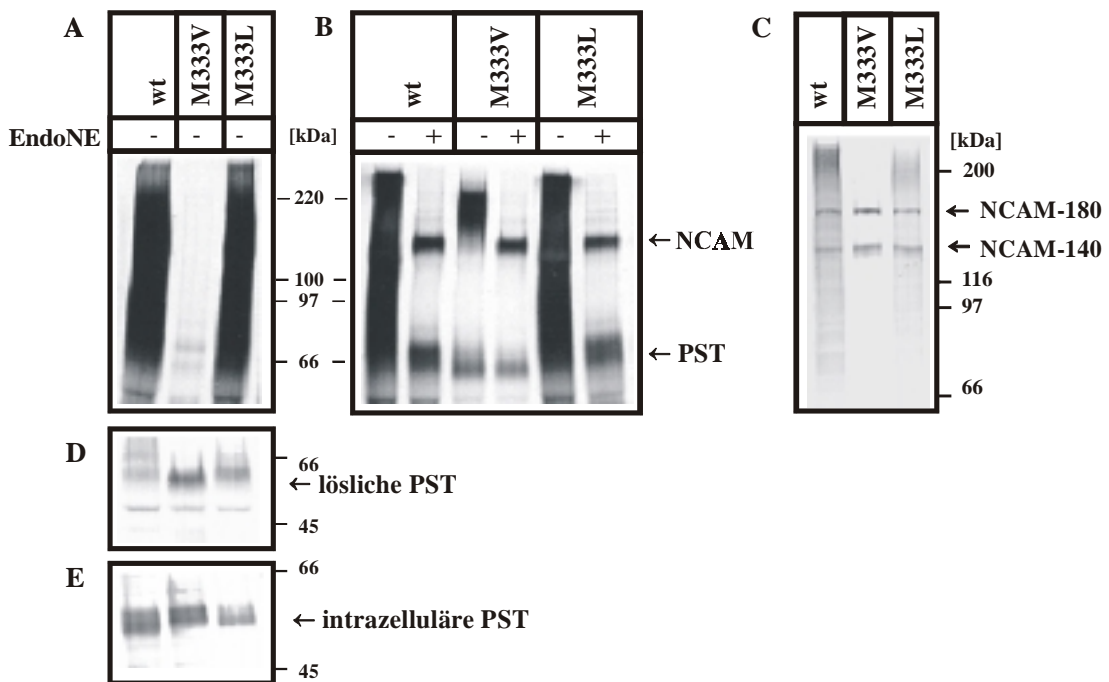 A
wt
M333V
M333L
EndoNE
- - -
[kDa]
220
100
97
66
B
wt
M333V
M333L
- + - + - +
← NCAM
← PST
C
wt
M333V
M333L
[kDa]
200
← NCAM-180
← NCAM-140
116
97
66
D
66
← lösliche PST
45
E
66
← intrazelluläre PST
45